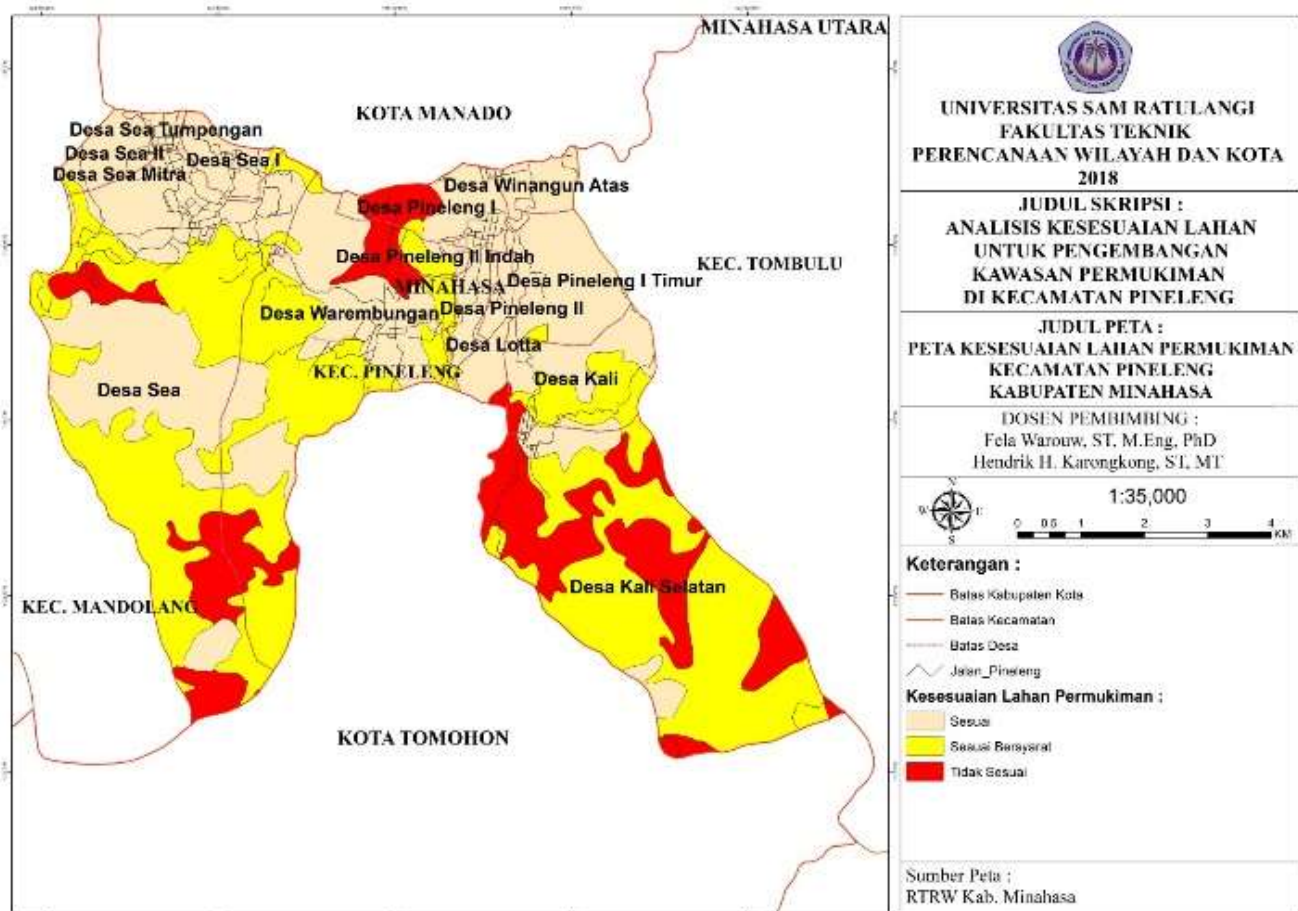 MINAHASA UTARA
KOTA MANADO
Desa Sea Tumpengan
Desa Sea II
Desa Sea I
Desa Sea Mitra
Desa Winangun Atas
Desa Pineleng I
Desa Pineleng II Indah
KEC. TOMBULU
Desa Pineleng I Timur
MINAHASA
Desa Warembungan
Desa Pineleng II
Desa Lotta
KEC. PINELENG
Desa Kali
Desa Sea
Desa Kali Selatan
KEC. MANDOLANG
KOTA TOMOHON
UNIVERSITAS SAM RATULANGI
FAKULTAS TEKNIK
PERENCANAAN WILAYAH DAN KOTA
2018
JUDUL SKRIPSI :
ANALISIS KESESUAIAN LAHAN
UNTUK PENGEMBANGAN
KAWASAN PERMUKIMAN
DI KECAMATAN PINELENG
JUDUL PETA :
PETA KESESUAIAN LAHAN PERMUKIMAN
KECAMATAN PINELENG
KABUPATEN MINAHASA
DOSEN PEMBIMBING :
Fela Warouw, ST, M.Eng, PhD
Hendrik H. Karongkong, ST, MT
N
W E
S
1:35,000
0 0.5 1 2 3 4
KM
Keterangan :
Batas Kabupaten Kota
Batas Kecamatan
Batas Desa
Jalan_Pineleng
Kesesuaian Lahan Permukiman :
Sesuai
Sesuai Bersyarat
Tidak Sesuai
Sumber Peta :
RTRW Kab. Minahasa